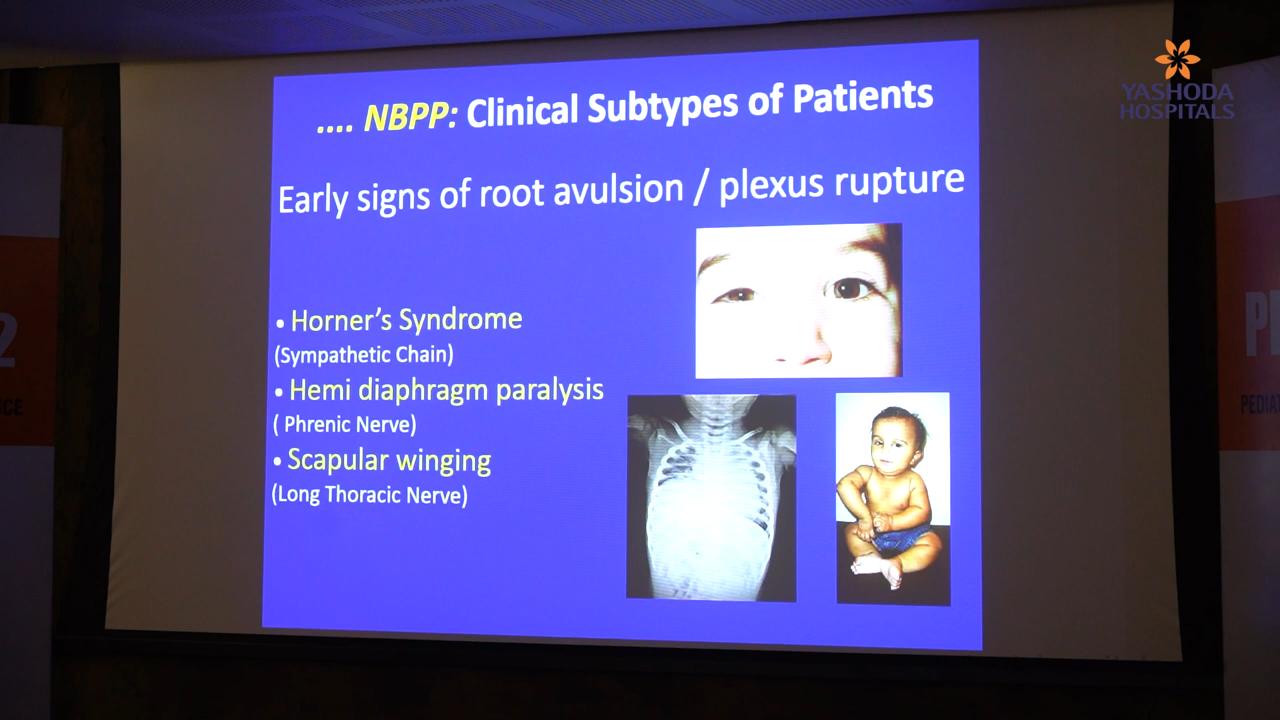 YASHODA
HOSPITALS
.... NBPP: Clinical Subtypes of Patients
Early signs of root avulsion / plexus rupture
• Horner's Syndrome
(Sympathetic Chain)
• Hemi diaphragm paralysis
( Phrenic Nerve)
• Scapular winging
(Long Thoracic Nerve)
2